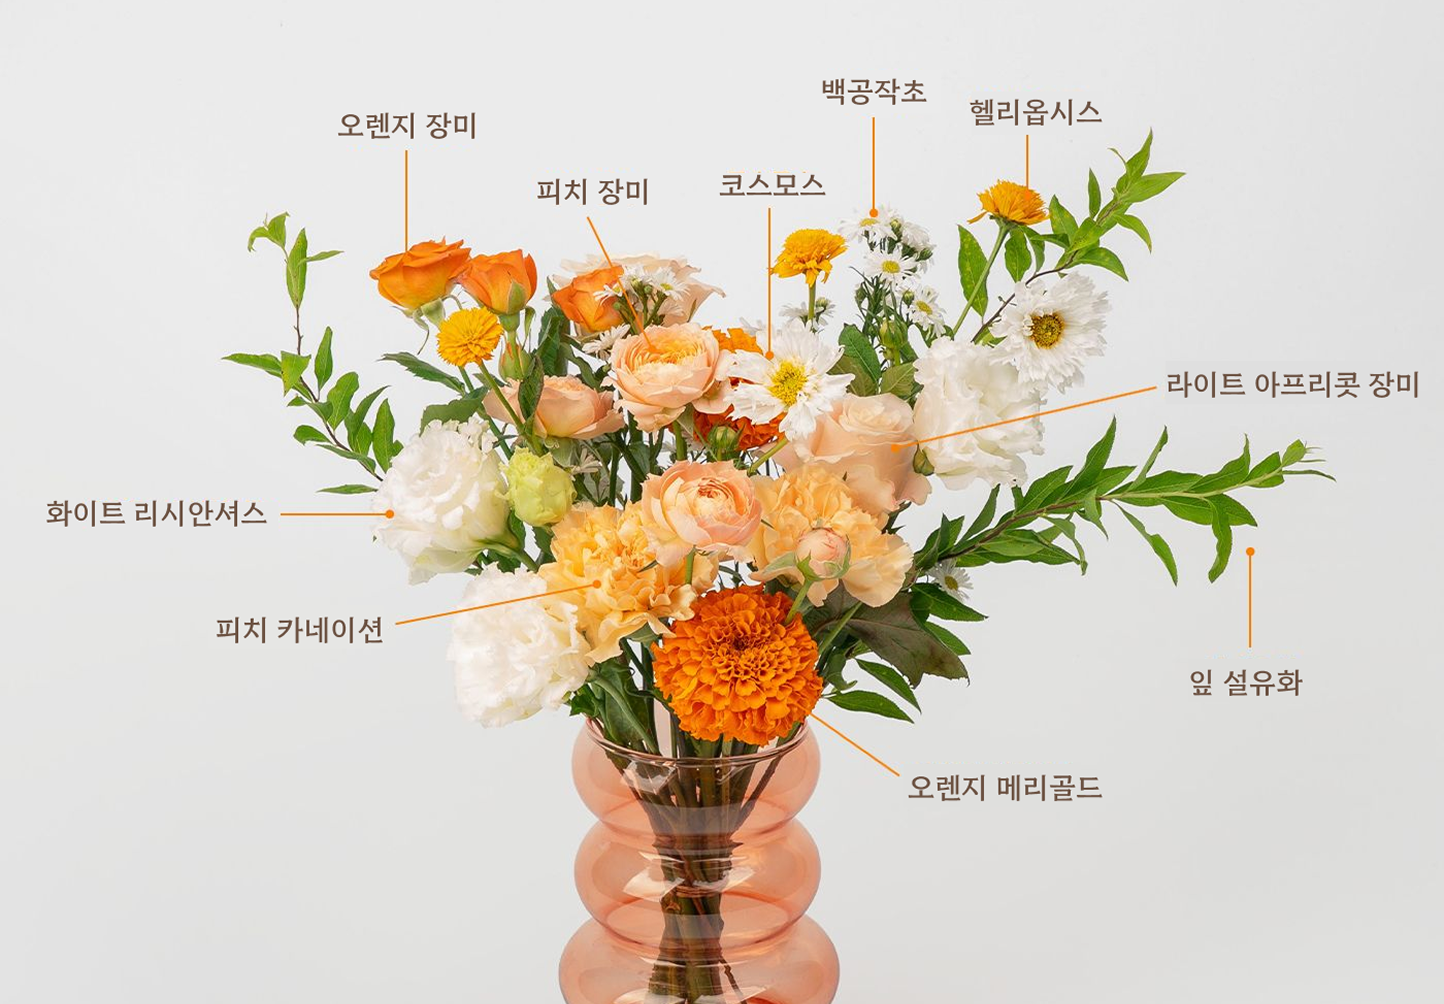 백공작초
헬리옵시스
오렌지 장미
피치 장미
코스모스
라이트 아프리콧 장미
화이트 리시안셔스
피치 카네이션
잎 설유화
오렌지 메리골드